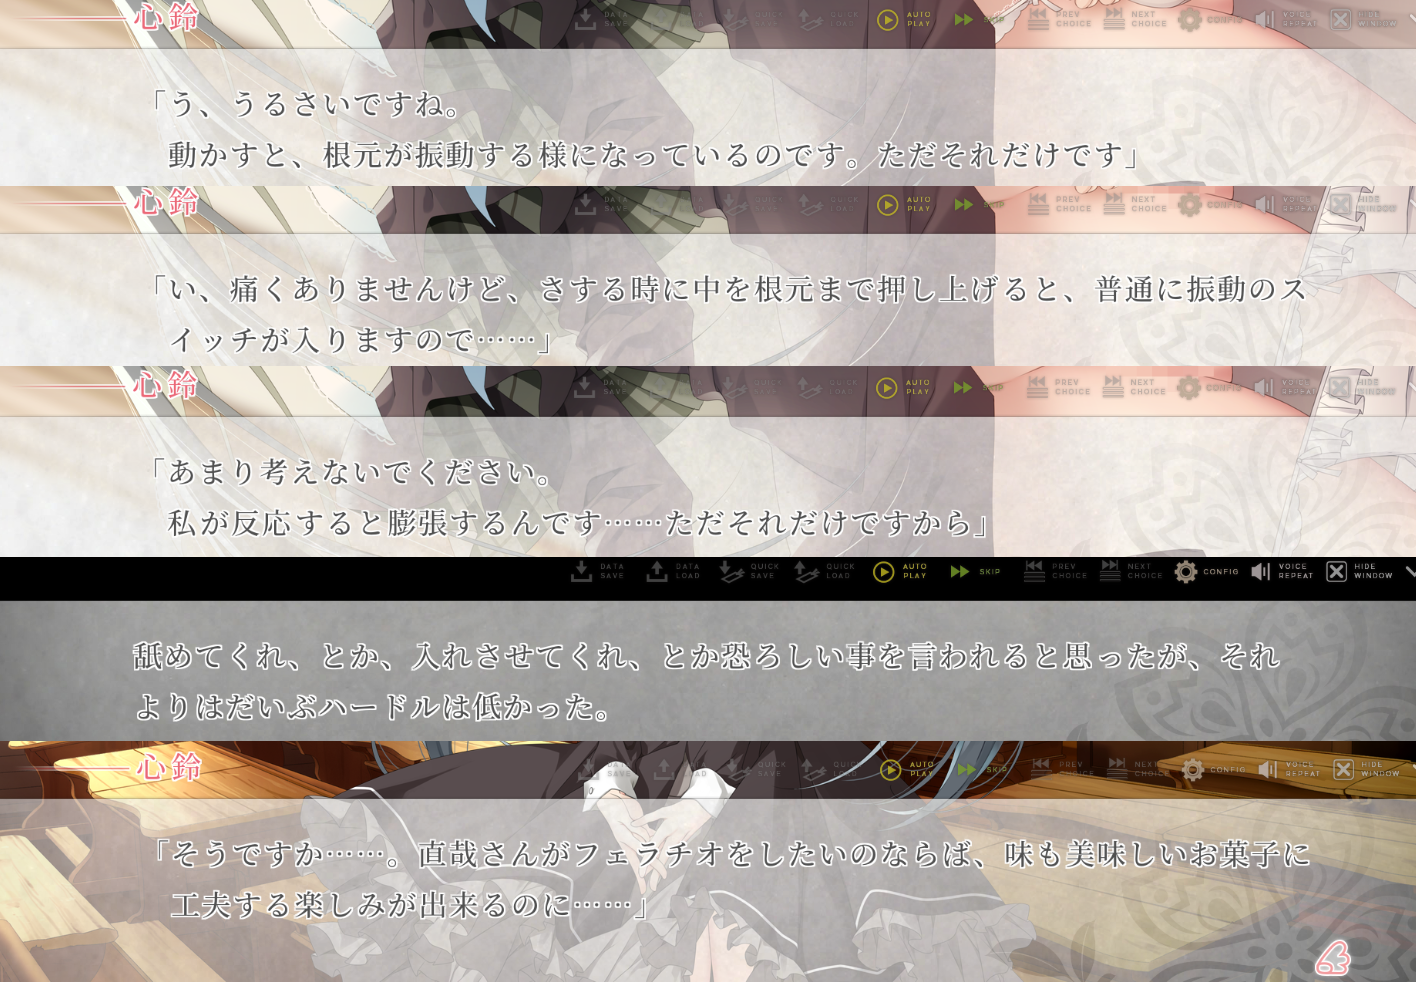 心鈴
DATA SAVE QUICK SAVE QUICK LOAD AUTO PLAY SKIP PREV CHOICE NEXT CHOICE CONFIG VOICE REPEAT HIDE WINDOW
「う、うるさいですね。
動かすと、根元が振動する様になっているのです。ただそれだけです」
心鈴
DATA SAVE QUICK SAVE QUICK LOAD AUTO PLAY SKIP PREV CHOICE NEXT CHOICE CONFIG VOICE REPEAT HIDE WINDOW
「い、痛くありませんけど、さする時に中を根元まで押し上げると、普通に振動のス
イッチが入りますので……」
心鈴
DATA SAVE QUICK SAVE QUICK LOAD AUTO PLAY SKIP PREV CHOICE NEXT CHOICE CONFIG VOICE REPEAT HIDE WINDOW
「あまり考えないでください。
私が反応すると膨張するんです……ただそれだけですから」
DATA SAVE DATA LOAD QUICK SAVE QUICK LOAD AUTO PLAY SKIP PREV CHOICE NEXT CHOICE CONFIG VOICE REPEAT HIDE WINDOW
舐めてくれ、とか、入れさせてくれ、とか恐ろしい事を言われると思ったが、それ
よりはだいぶハードルは低かった。
心鈴
DATA SAVE LOAD QUICK SAVE QUICK LOAD AUTO PLAY SKIP PREV CHOICE NEXT CHOICE CONFIG VOICE REPEAT HIDE WINDOW
「そうですか……。直哉さんがフェラチオをしたいのならば、味も美味しいお菓子に
工夫する楽しみが出来るのに……」